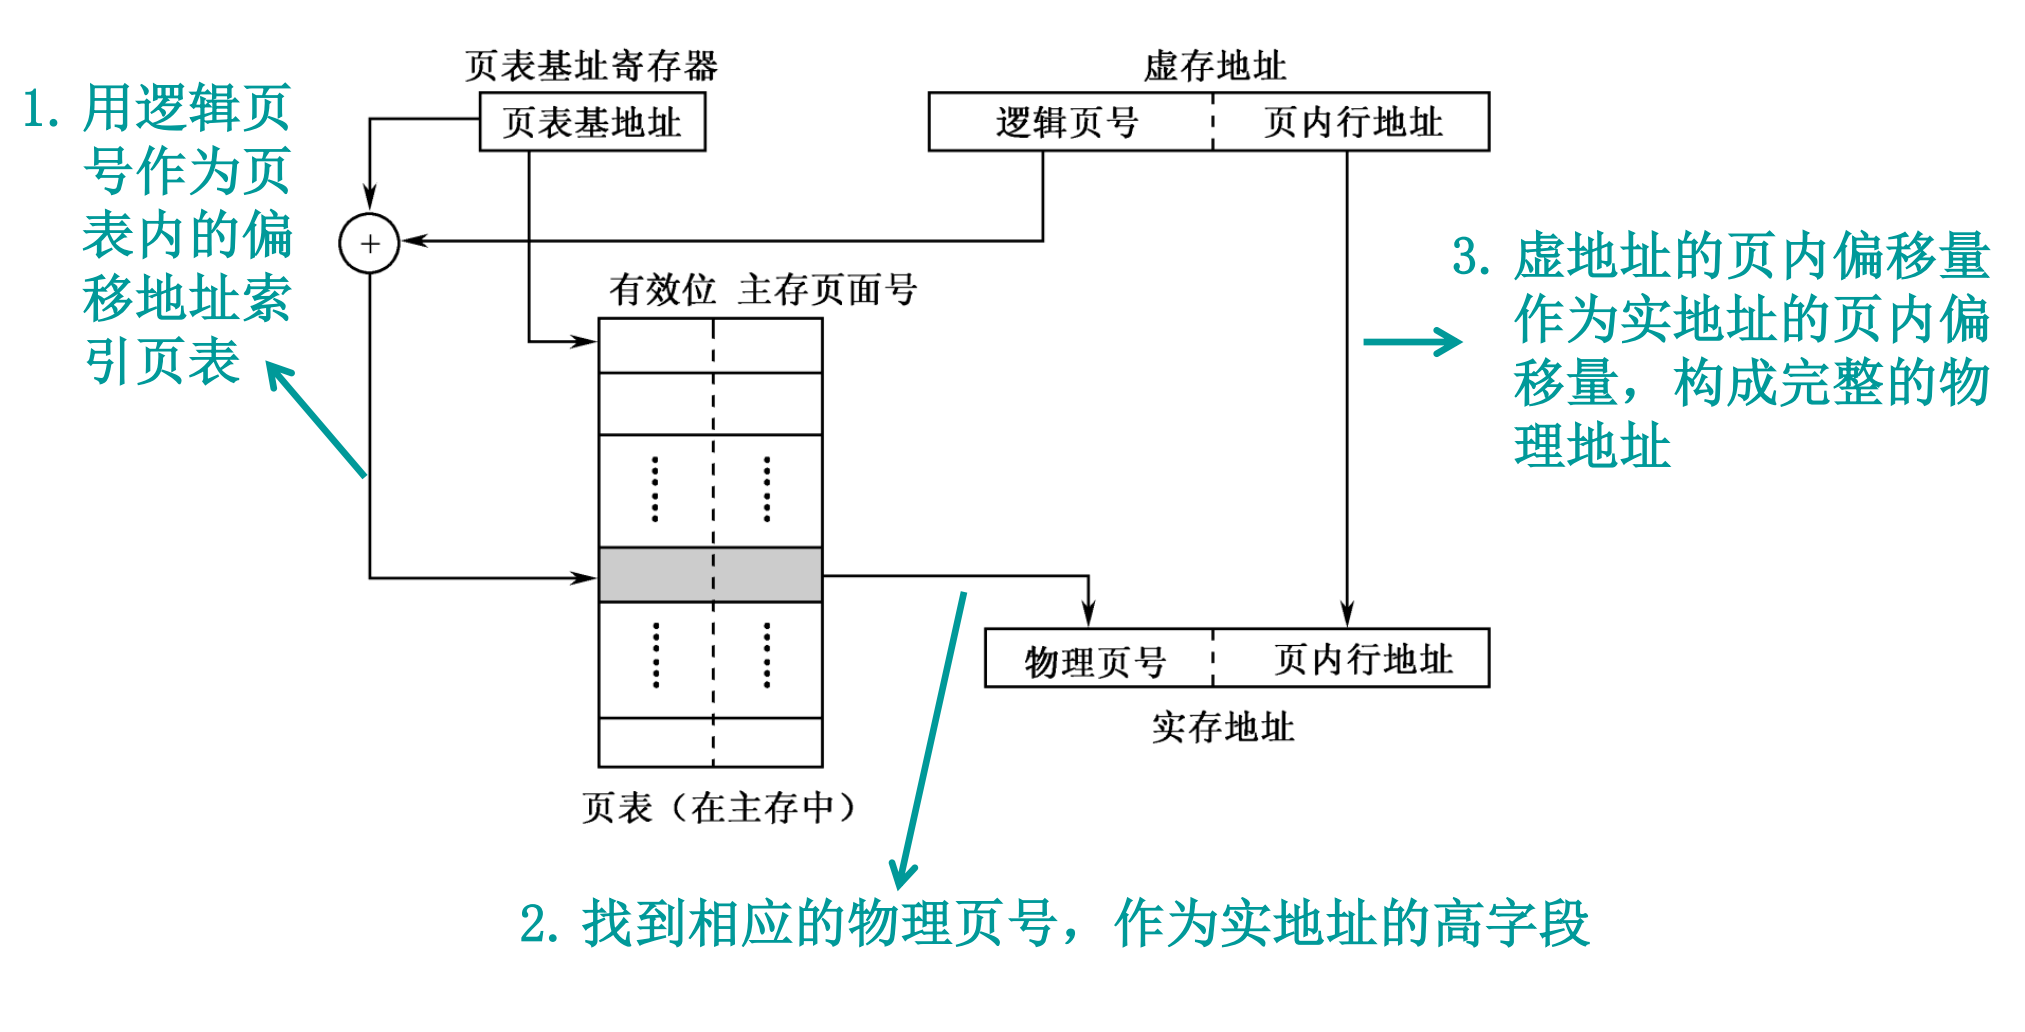 页表基址寄存器
页表基地址
虚存地址
逻辑页号
页内行地址
1. 用逻辑页
号作为页
表内的偏
移地址索
引页表
+
有效位 主存页面号
3. 虚地址的页内偏移量
作为实地址的页内偏
移量，构成完整的物
理地址
物理页号
页内行地址
实存地址
页表（在主存中）
2. 找到相应的物理页号，作为实地址的高字段